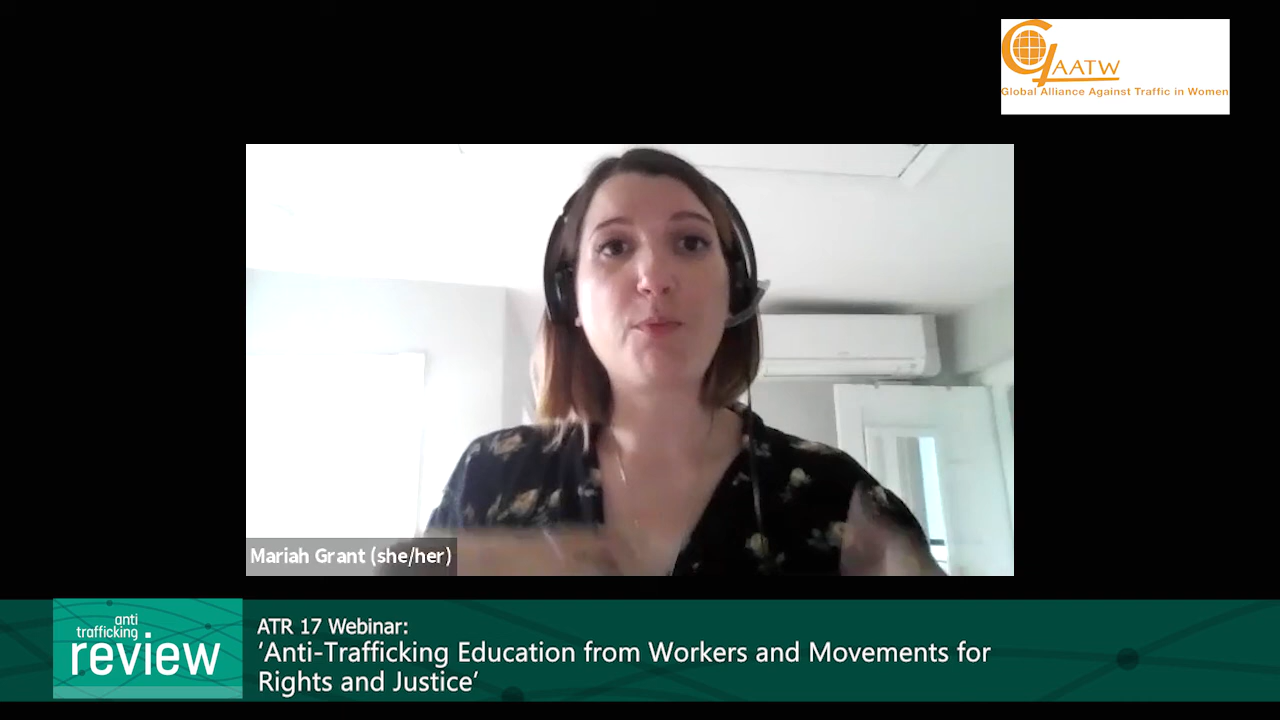 GAATW
Global Alliance Against Traffic in Women
Mariah Grant (she/her)
anti
trafficking
review
ATR 17 Webinar:
‘Anti-Trafficking Education from Workers and Movements for
Rights and Justice’